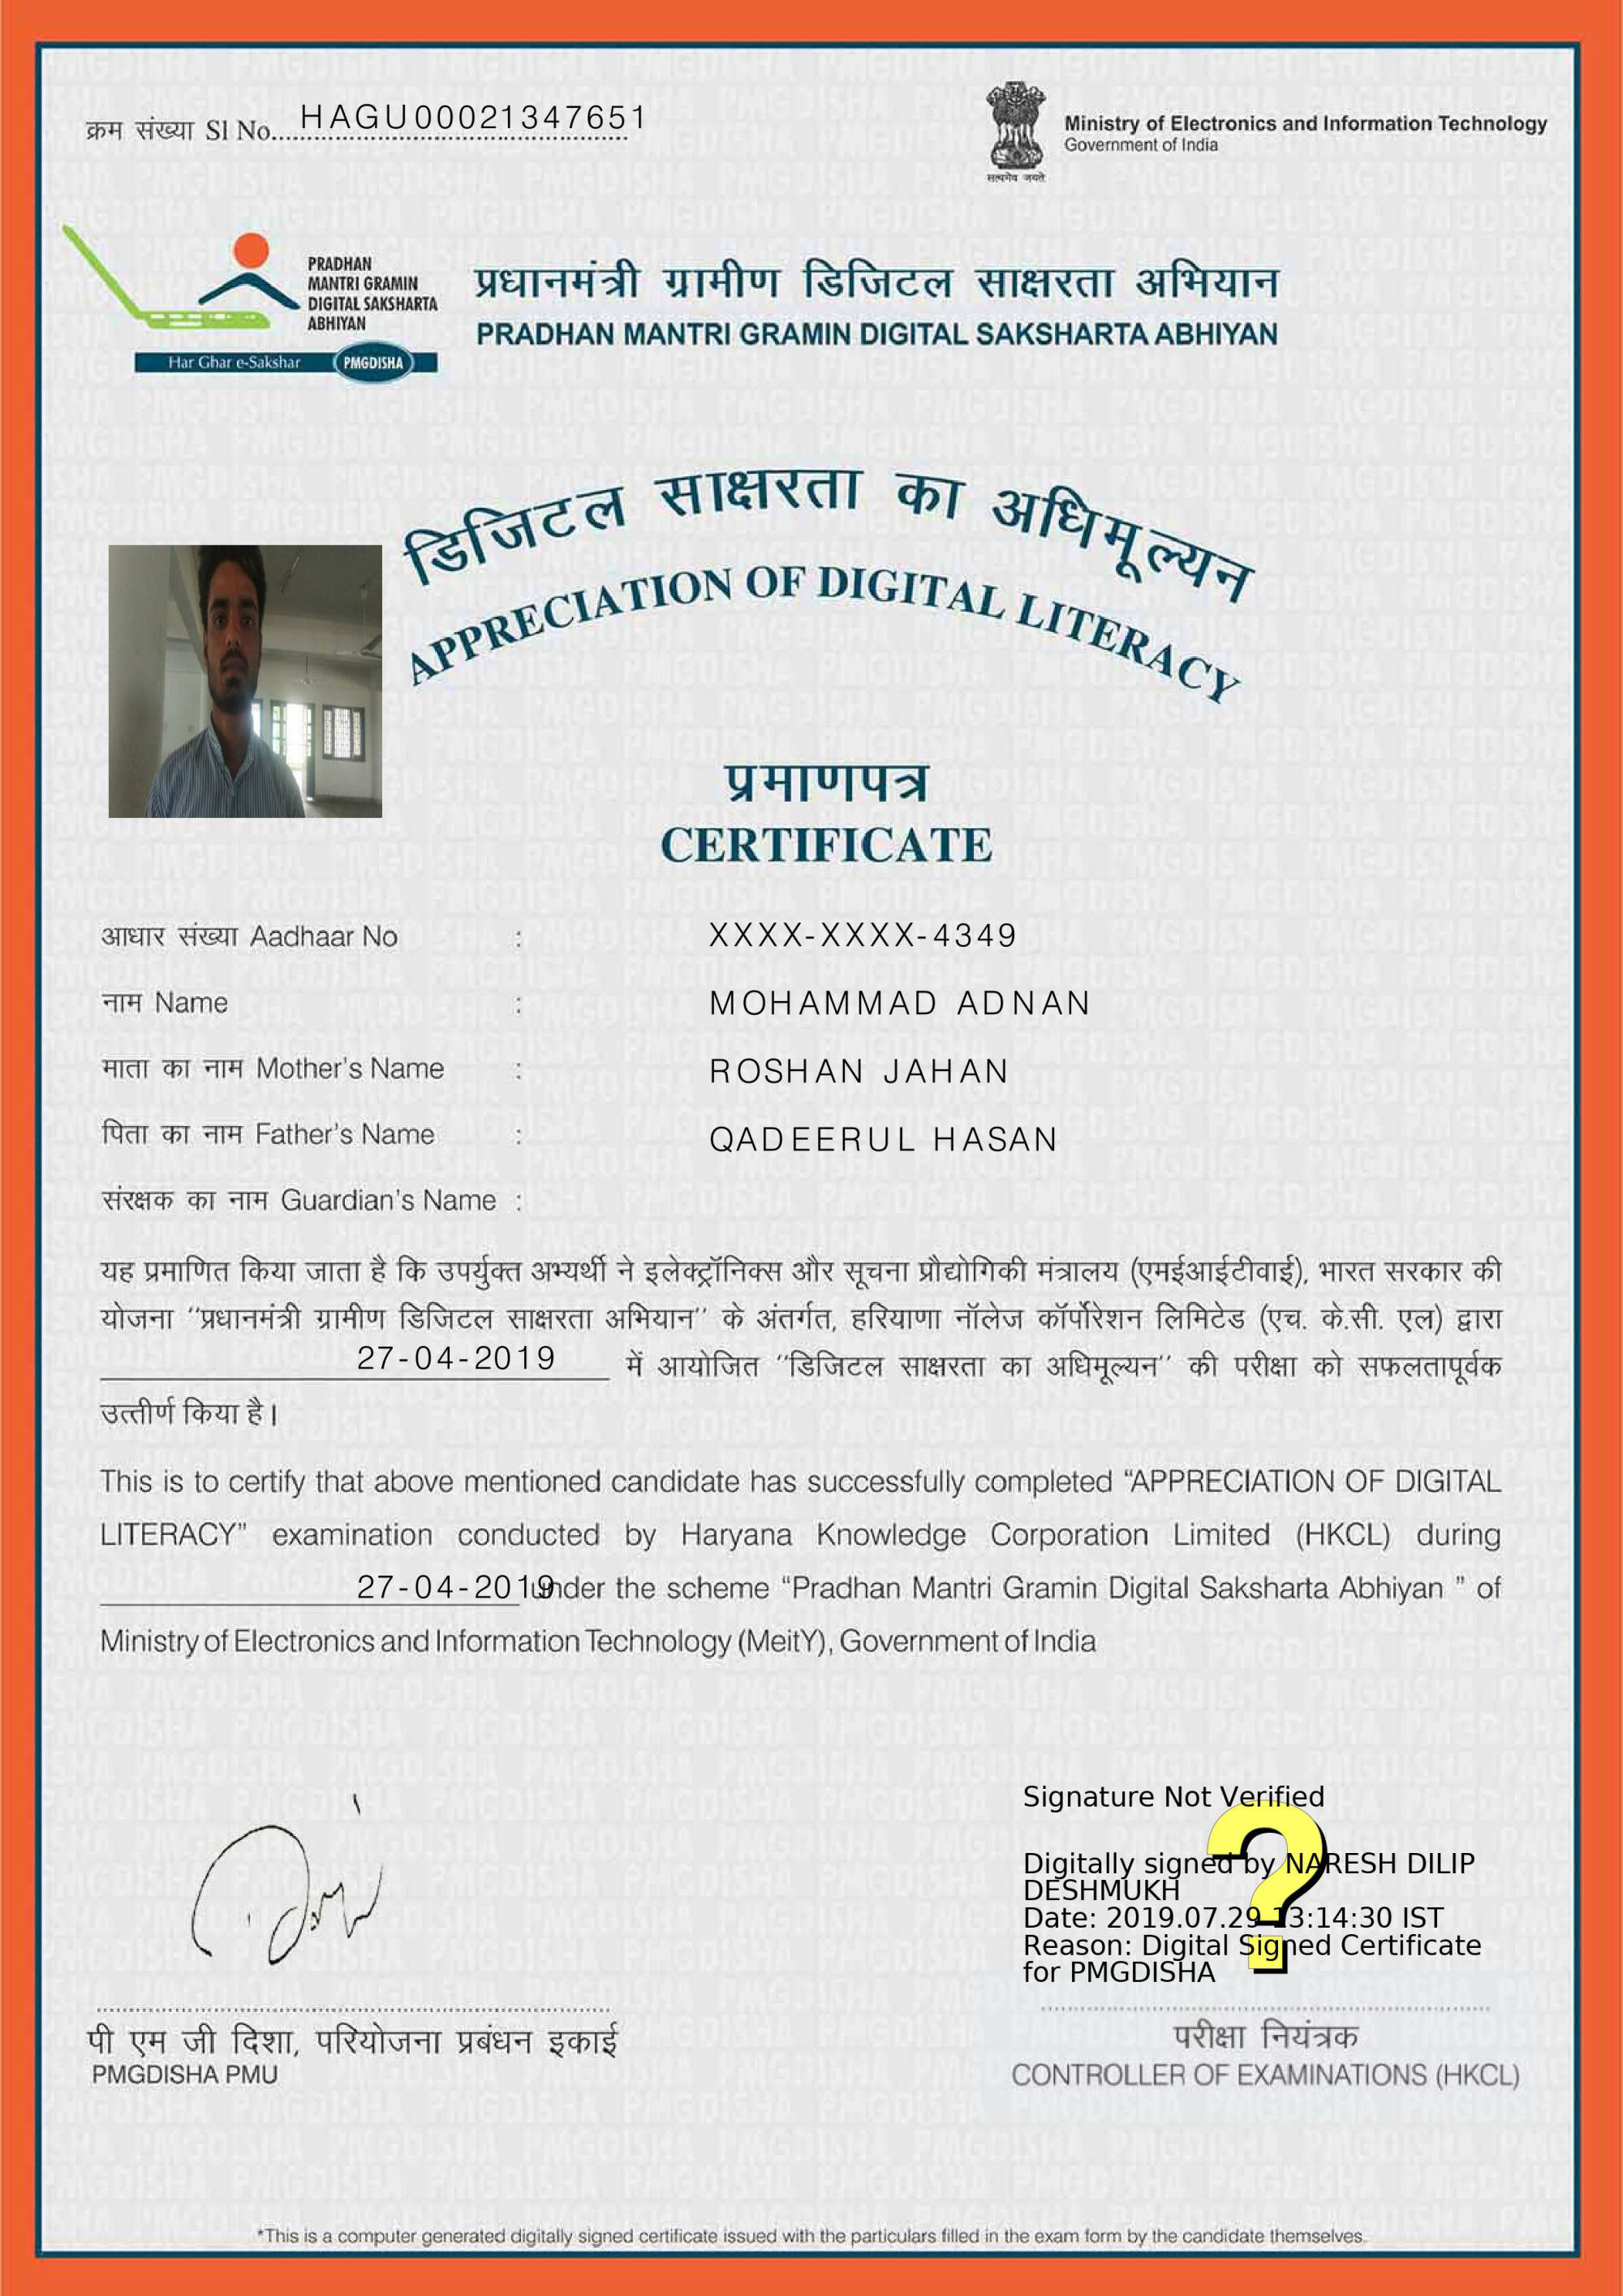 क्रम संख्या Sl No. HAGU00021347651
सत्यमेव जयते
Ministry of Electronics and Information Technology
Government of India
PRADHAN
MANTRI GRAMIN
DIGITAL SAKSHARTA
ABHIYAN
Har Ghar e-Sakshar PMGDISHA
प्रधानमंत्री ग्रामीण डिजिटल साक्षरता अभियान
PRADHAN MANTRI GRAMIN DIGITAL SAKSHARTA ABHIYAN
डिजिटल साक्षरता का अधिमूल्यन
APPRECIATION OF DIGITAL LITERACY
प्रमाणपत्र
CERTIFICATE
आधार संख्या Aadhaar No : XXXX-XXXX-4349
नाम Name : MOHAMMAD ADNAN
माता का नाम Mother's Name : ROSHAN JAHAN
पिता का नाम Father's Name : QADEERUL HASAN
संरक्षक का नाम Guardian's Name :
यह प्रमाणित किया जाता है कि उपर्युक्त अभ्यर्थी ने इलेक्ट्रॉनिक्स और सूचना प्रौद्योगिकी मंत्रालय (एमईआईटीवाई), भारत सरकार की
योजना "प्रधानमंत्री ग्रामीण डिजिटल साक्षरता अभियान" के अंतर्गत, हरियाणा नॉलेज कॉर्पोरेशन लिमिटेड (एच. के.सी. एल) द्वारा
27-04-2019 में आयोजित "डिजिटल साक्षरता का अधिमूल्यन" की परीक्षा को सफलतापूर्वक
उत्तीर्ण किया है।
This is to certify that above mentioned candidate has successfully completed "APPRECIATION OF DIGITAL
LITERACY" examination conducted by Haryana Knowledge Corporation Limited (HKCL) during
27-04-2019 under the scheme "Pradhan Mantri Gramin Digital Saksharta Abhiyan " of
Ministry of Electronics and Information Technology (MeitY), Government of India
Signature Not Verified
Digitally signed by NARESH DILIP
DESHMUKH
Date: 2019.07.29 13:14:30 IST
Reason: Digital Signed Certificate
for PMGDISHA
पी एम जी दिशा, परियोजना प्रबंधन इकाई
PMGDISHA PMU
परीक्षा नियंत्रक
CONTROLLER OF EXAMINATIONS (HKCL)
*This is a computer generated digitally signed certificate issued with the particulars filled in the exam form by the candidate themselves.